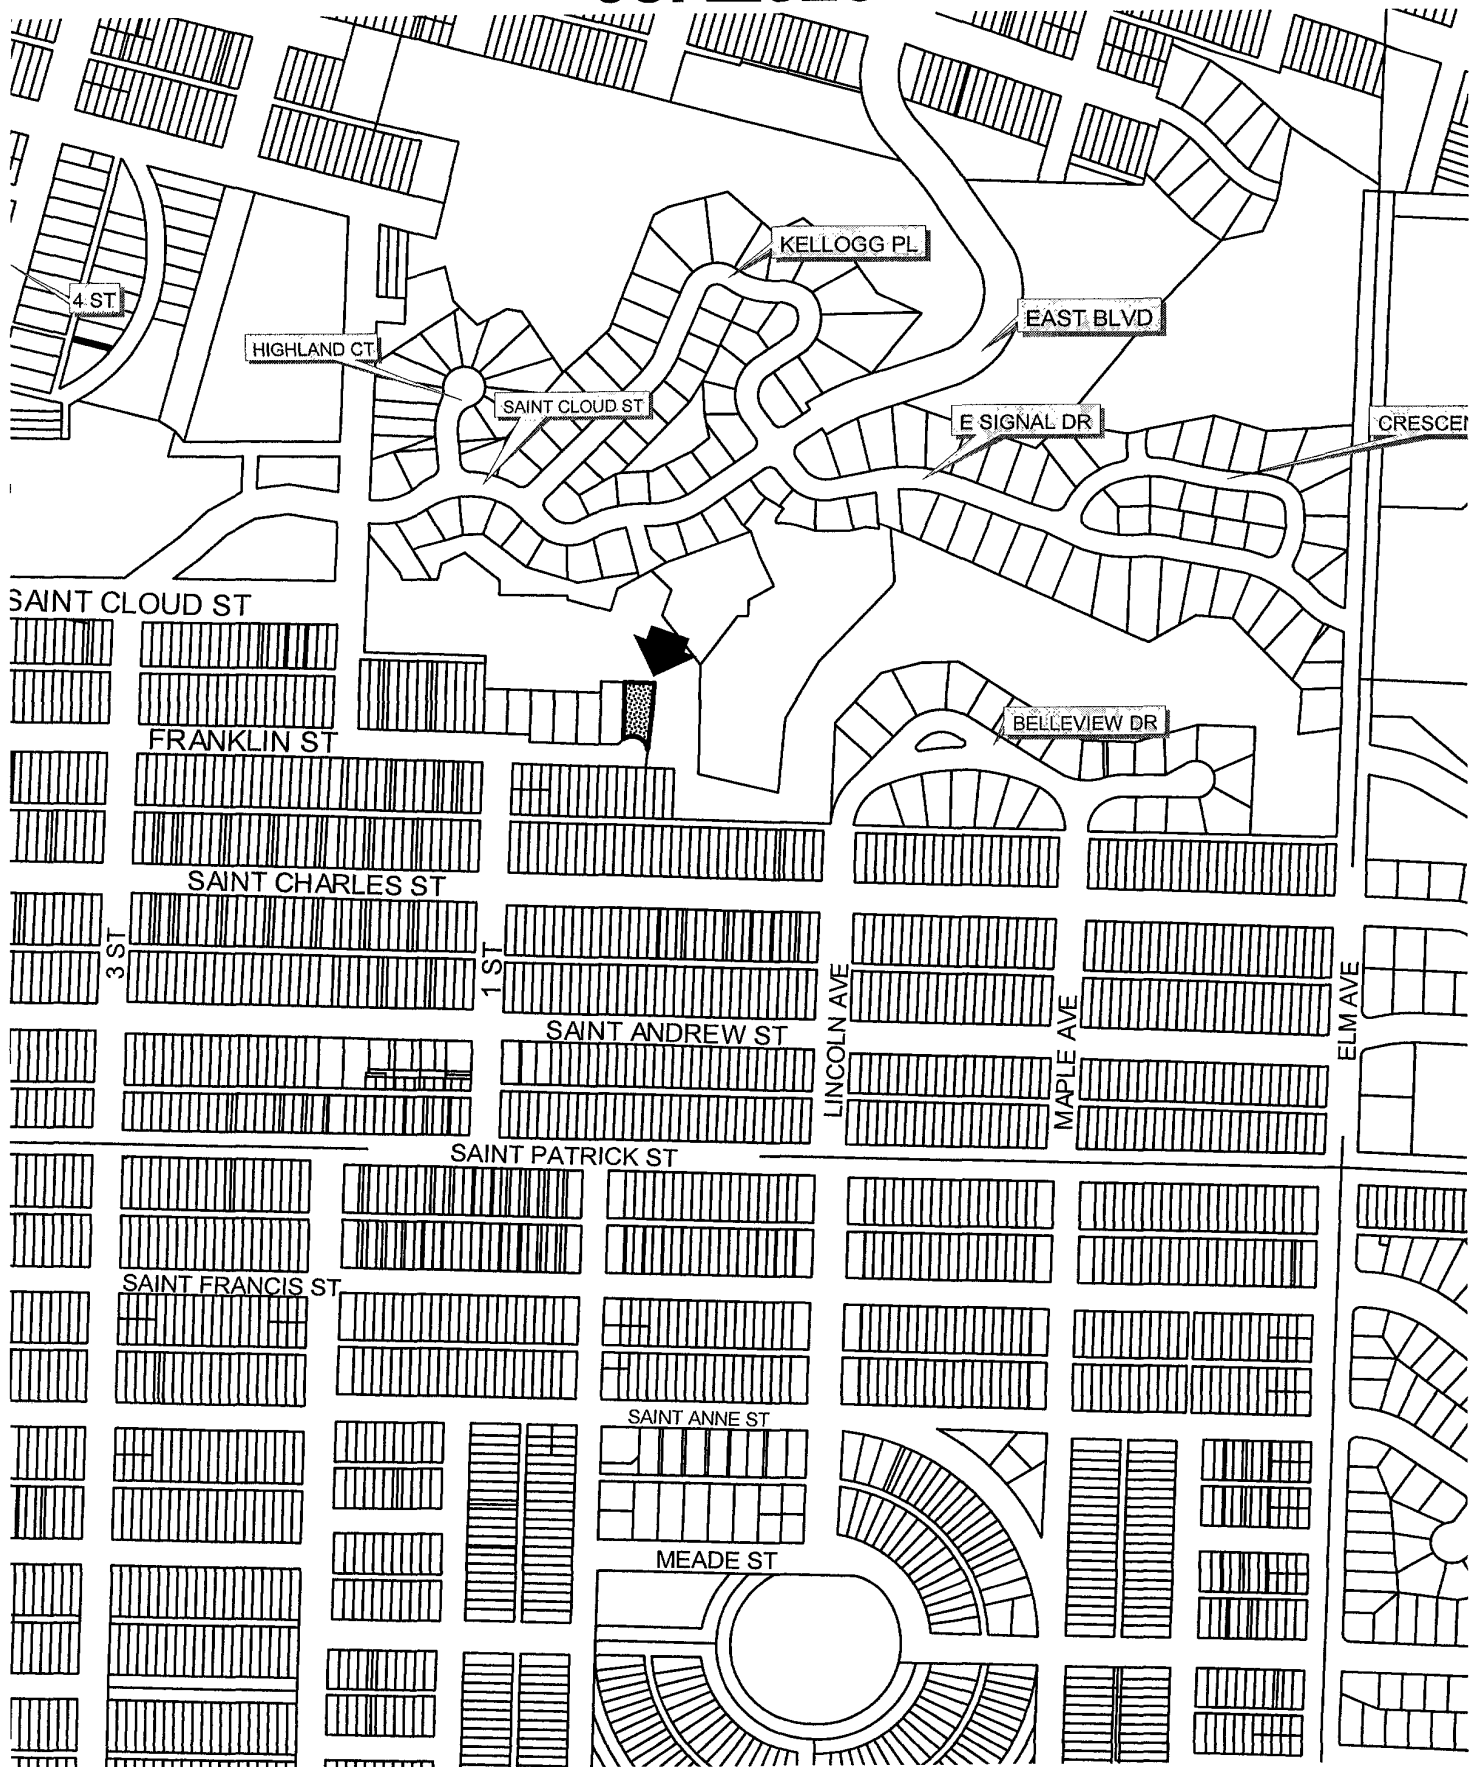 KELLOGG PL
4 ST
EAST BLVD
HIGHLAND CT
SAINT CLOUD ST
E SIGNAL DR
CRESCEN
SAINT CLOUD ST
BELLEVIEW DR
FRANKLIN ST
SAINT CHARLES ST
3 ST
1 ST
LINCOLN AVE
MAPLE AVE
ELM AVE
SAINT ANDREW ST
SAINT PATRICK ST
SAINT FRANCIS ST
SAINT ANNE ST
MEADE ST